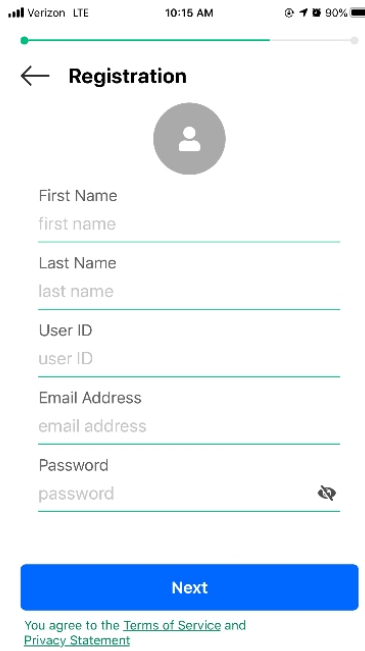 Verizon LTE 10:15 AM 90%
Registration
First Name
first name
Last Name
last name
User ID
user ID
Email Address
email address
Password
password
Next
You agree to the Terms of Service and
Privacy Statement